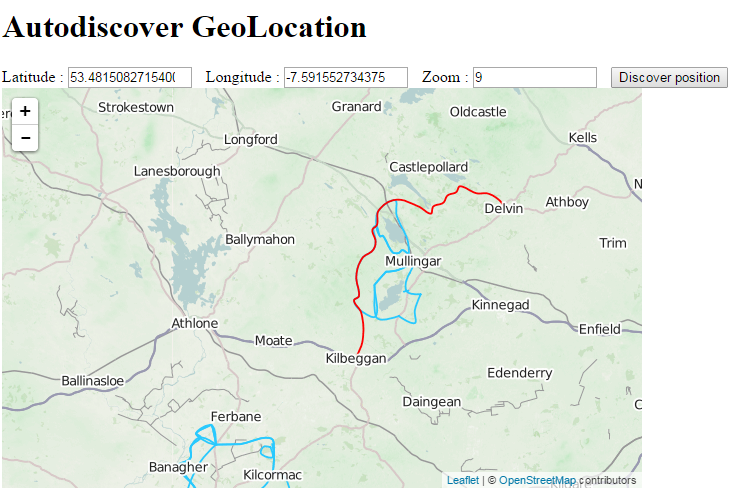 Autodiscover GeoLocation
Latitude : 53.4815082715400 Longitude : -7.591552734375 Zoom : 9 Discover position
+
−
Strokestown
Granard
Oldcastle
Longford
Kells
Castlepollard
Lanesborough
Delvin
Athboy
Ballymahon
Trim
Mullingar
Kinnegad
Athlone
Enfield
Moate
Kilbeggan
Edenderry
Ballinasloe
Daingean
Ferbane
Banagher
Kilcormac
Leaflet | © OpenStreetMap contributors